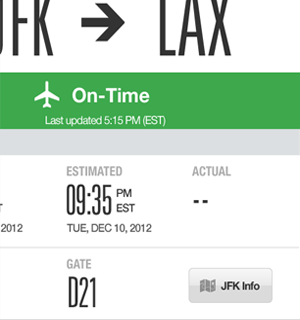 JFK → LAX
On-Time
Last updated 5:15 PM (EST)
ESTIMATED ACTUAL
09:35 PM EST --
2012 TUE, DEC 10, 2012
GATE
D21 JFK Info